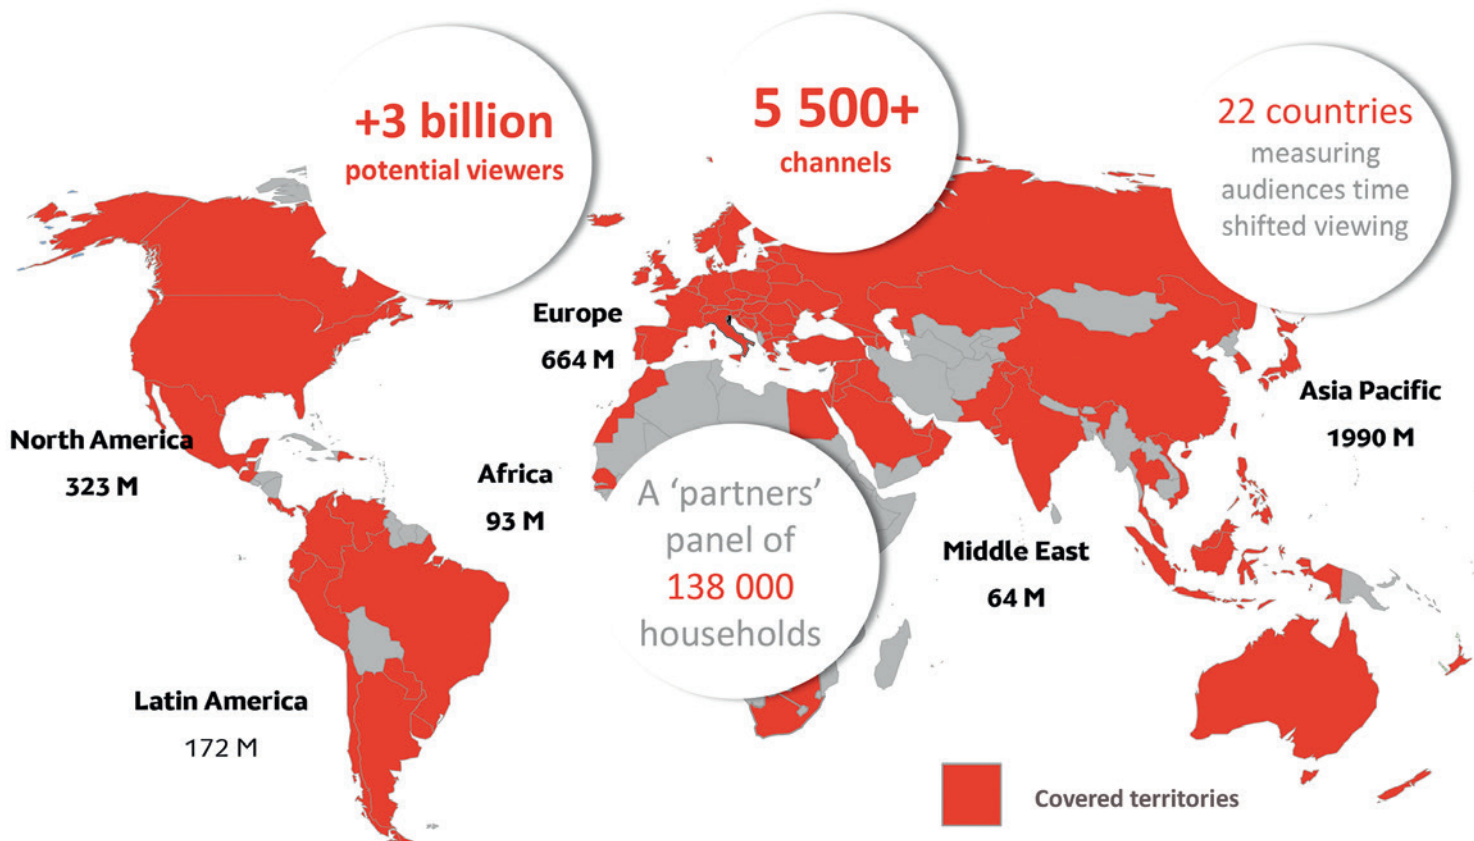 +3 billion
potential viewers
5 500+
channels
22 countries
measuring
audiences time
shifted viewing
Europe
664 M
Asia Pacific
1990 M
North America
323 M
Africa
93 M
A ‘partners’
panel of
138 000
households
Middle East
64 M
Latin America
172 M
Covered territories